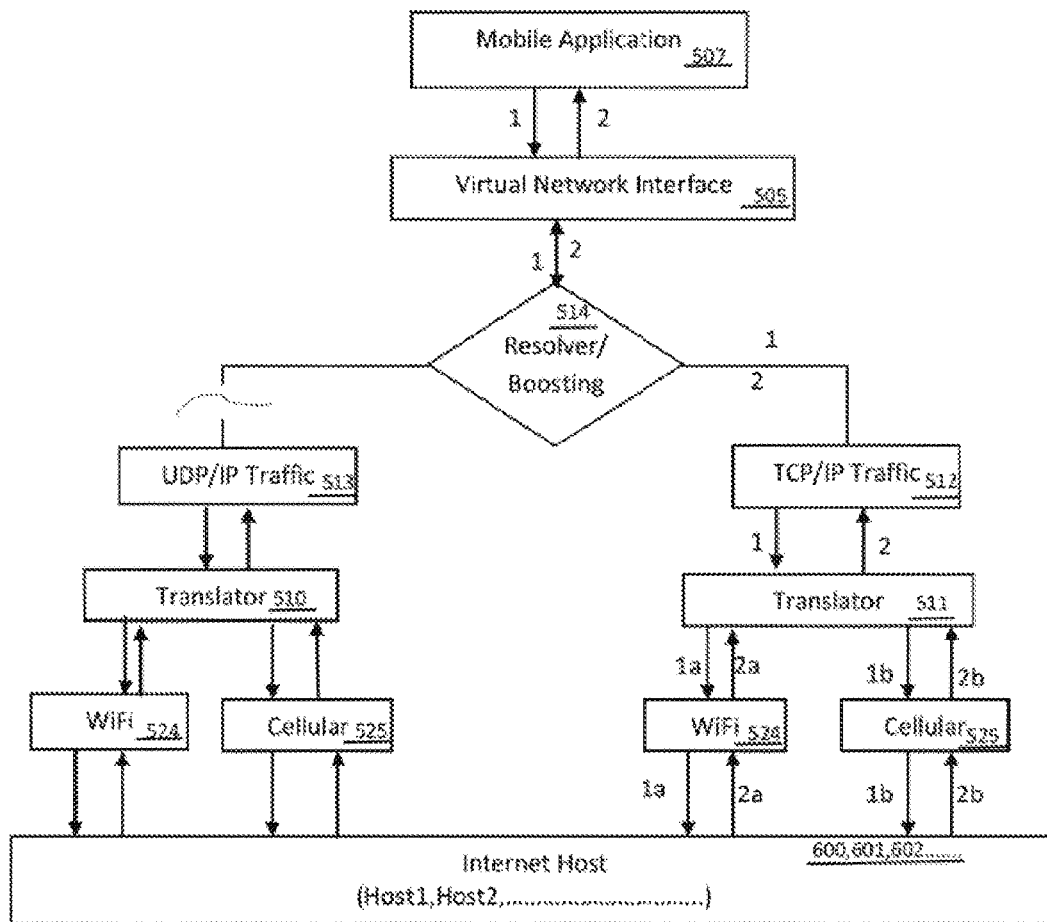 Mobile Application 507
1 2
Virtual Network Interface 505
1 2
514
Resolver/
Boosting
1
2
UDP/IP Traffic 513
TCP/IP Traffic 512
1 2
Translator 510
Translator 511
1a 2a 1b 2b
WiFi 524
Cellular 525
WiFi 524
Cellular 525
1a 2a 1b 2b
Internet Host
600,601,602......
(Host1,Host2,..............................)